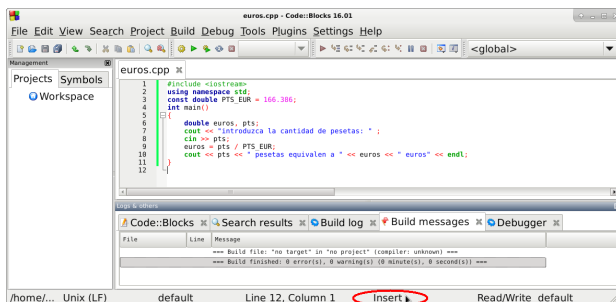 euros.cpp - Code::Blocks 16.01
File Edit View Search Project Build Debug Tools Plugins Settings Help
<global>
Management
Projects Symbols
Workspace
euros.cpp
1 #include <iostream>
2 using namespace std;
3 const double PTS_EUR = 166.386;
4 int main()
5 {
6 double euros, pts;
7 cout << "introduzca la cantidad de pesetas: " ;
8 cin >> pts;
9 euros = pts / PTS_EUR;
10 cout << pts << " pesetas equivalen a " << euros << " euros" << endl;
11 }
12
Logs & others
Code::Blocks Search results Build log Build messages Debugger
File Line Message
=== Build file: "no target" in "no project" (compiler: unknown) ===
=== Build finished: 0 error(s), 0 warning(s) (0 minute(s), 0 second(s)) ===
/home/... Unix (LF) default Line 12, Column 1 Insert Read/Write default